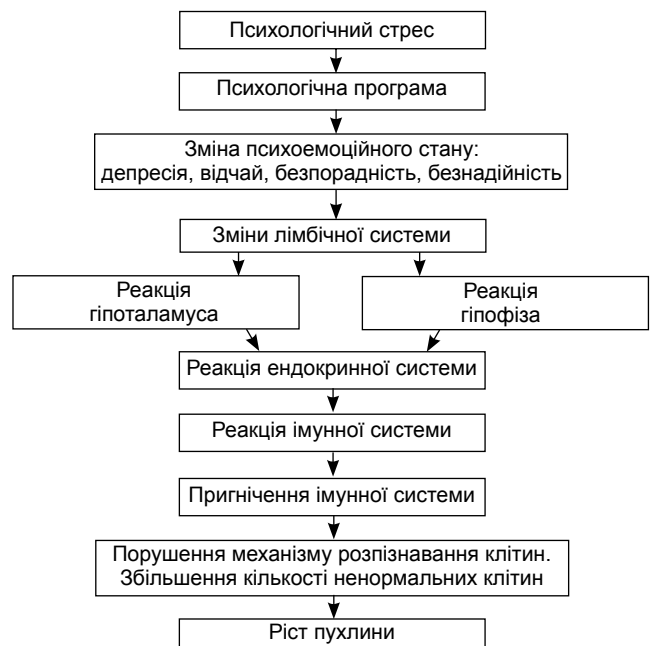 Психологічний стрес
Психологічна програма
Зміна психоемоційного стану:
депресія, відчай, безпорадність, безнадійність
Зміни лімбічної системи
Реакція
гіпоталамуса
Реакція
гіпофіза
Реакція ендокринної системи
Реакція імунної системи
Пригнічення імунної системи
Порушення механізму розпізнавання клітин.
Збільшення кількості ненормальних клітин
Ріст пухлини